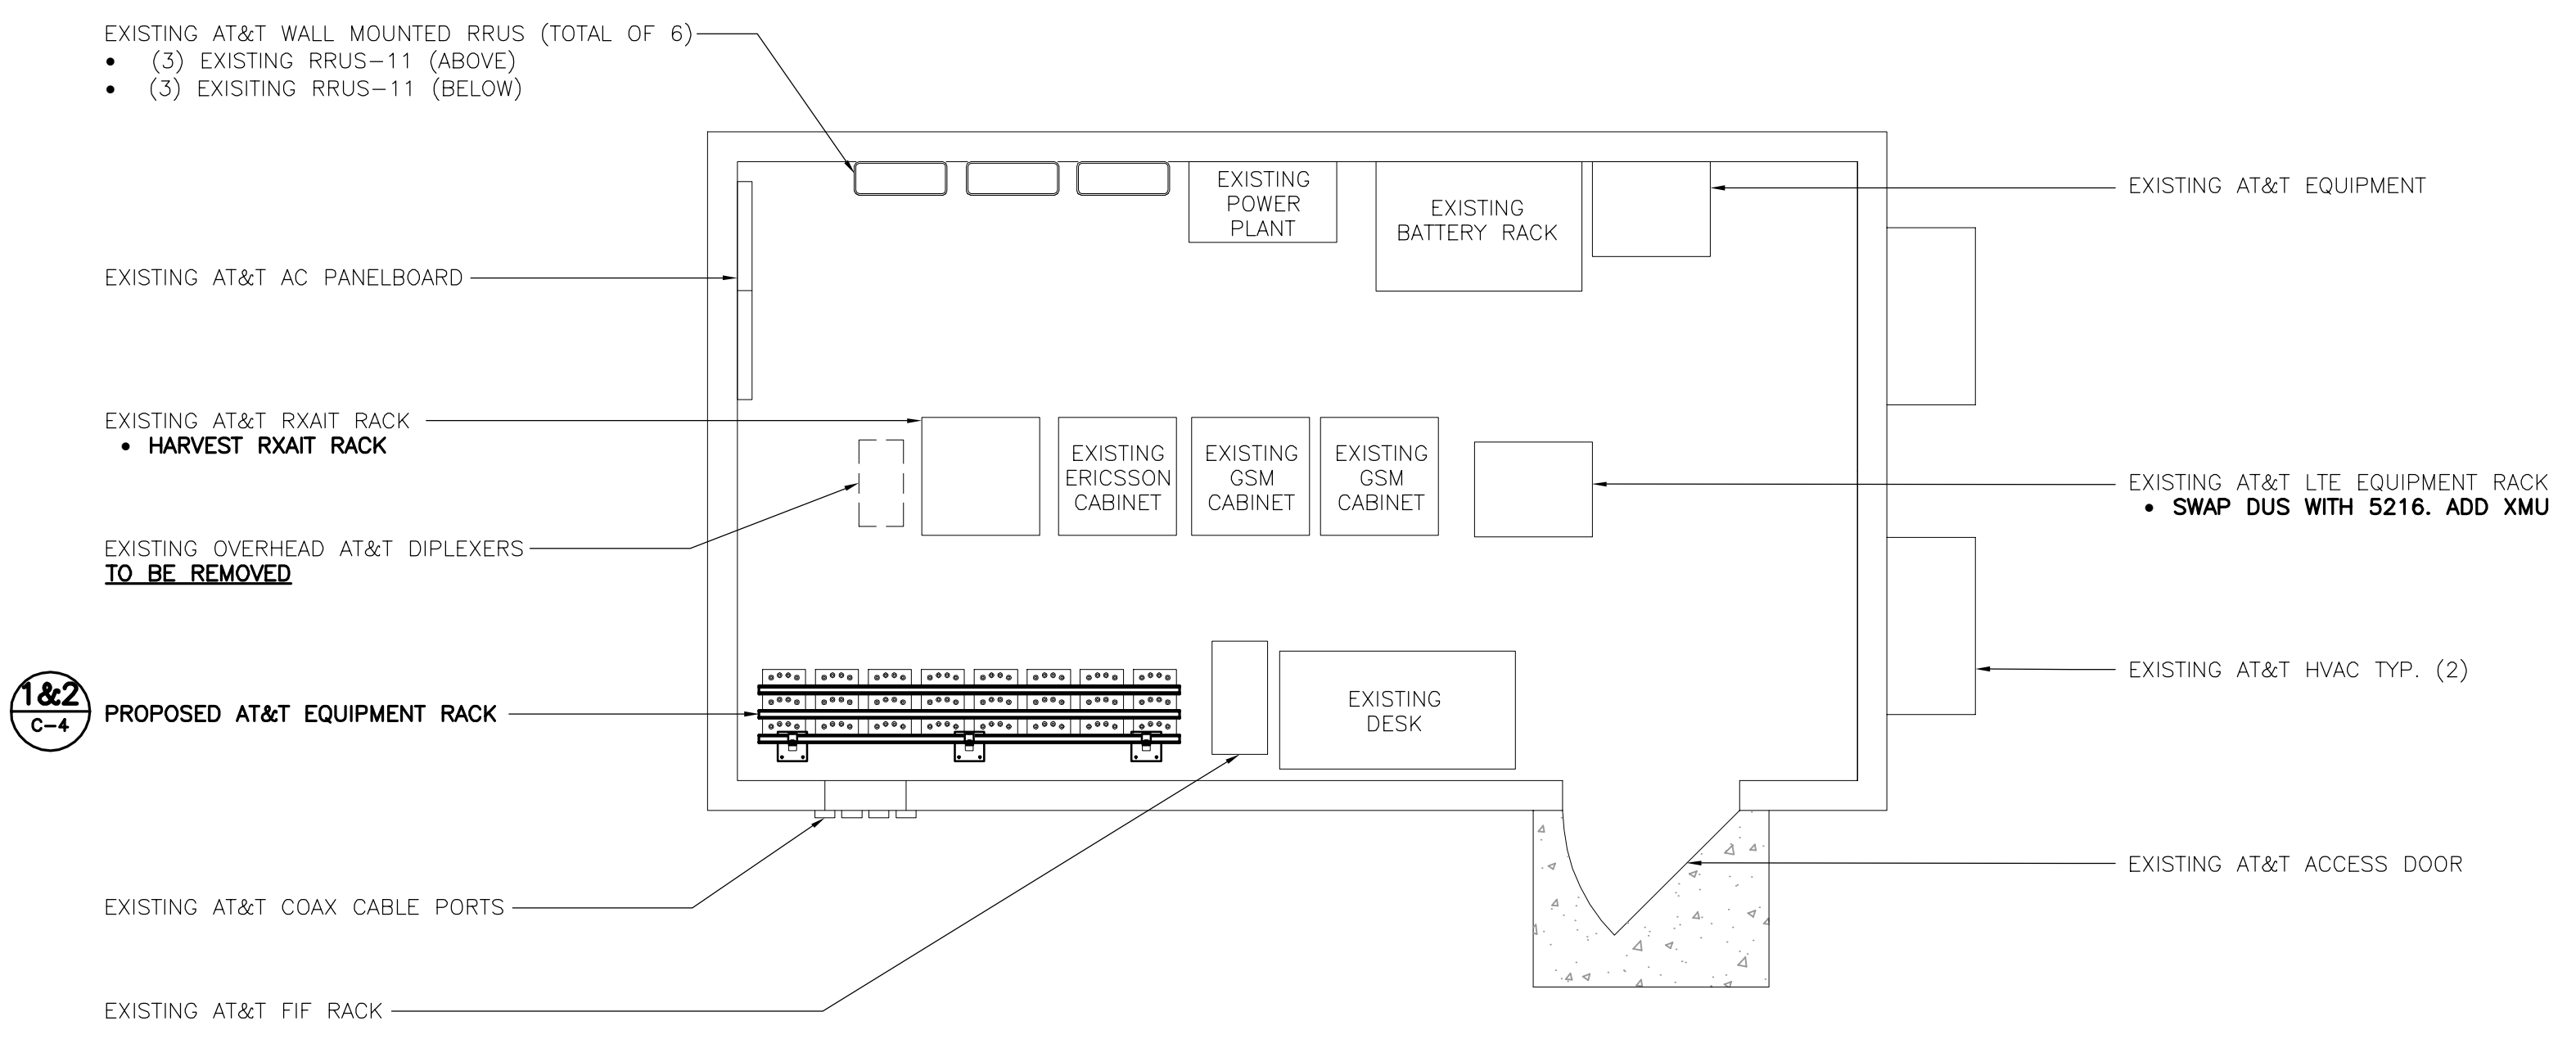 EXISTING AT&T WALL MOUNTED RRUS (TOTAL OF 6)
• (3) EXISTING RRUS-11 (ABOVE)
• (3) EXISITING RRUS-11 (BELOW)
EXISTING
POWER
PLANT
EXISTING
BATTERY RACK
EXISTING AT&T EQUIPMENT
EXISTING AT&T AC PANELBOARD
EXISTING AT&T RXAIT RACK
• HARVEST RXAIT RACK
EXISTING
ERICSSON
CABINET
EXISTING
GSM
CABINET
EXISTING
GSM
CABINET
EXISTING AT&T LTE EQUIPMENT RACK
• SWAP DUS WITH 5216. ADD XMU
EXISTING OVERHEAD AT&T DIPLEXERS
TO BE REMOVED
1&2
C-4
PROPOSED AT&T EQUIPMENT RACK
EXISTING
DESK
EXISTING AT&T HVAC TYP. (2)
EXISTING AT&T ACCESS DOOR
EXISTING AT&T COAX CABLE PORTS
EXISTING AT&T FIF RACK